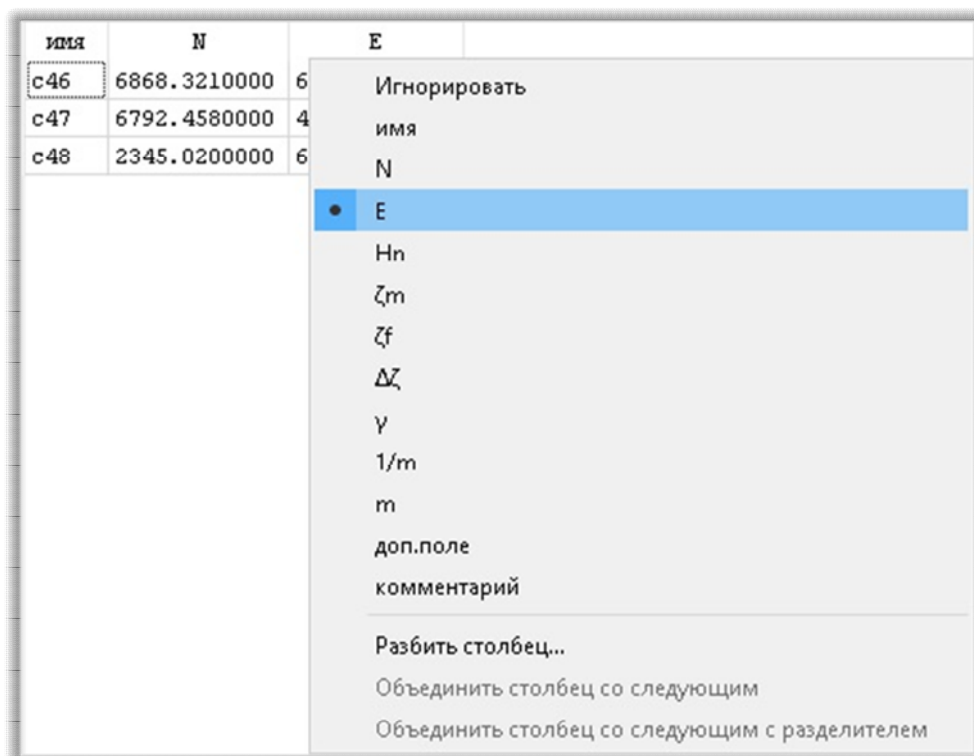 имя N E
c46 6868.3210000 6
c47 6792.4580000 4
c48 2345.0200000 6
Игнорировать
имя
N
E
Hn
ζm
ζf
Δζ
γ
1/m
m
доп.поле
комментарий
Разбить столбец...
Объединить столбец со следующим
Объединить столбец со следующим с разделителем